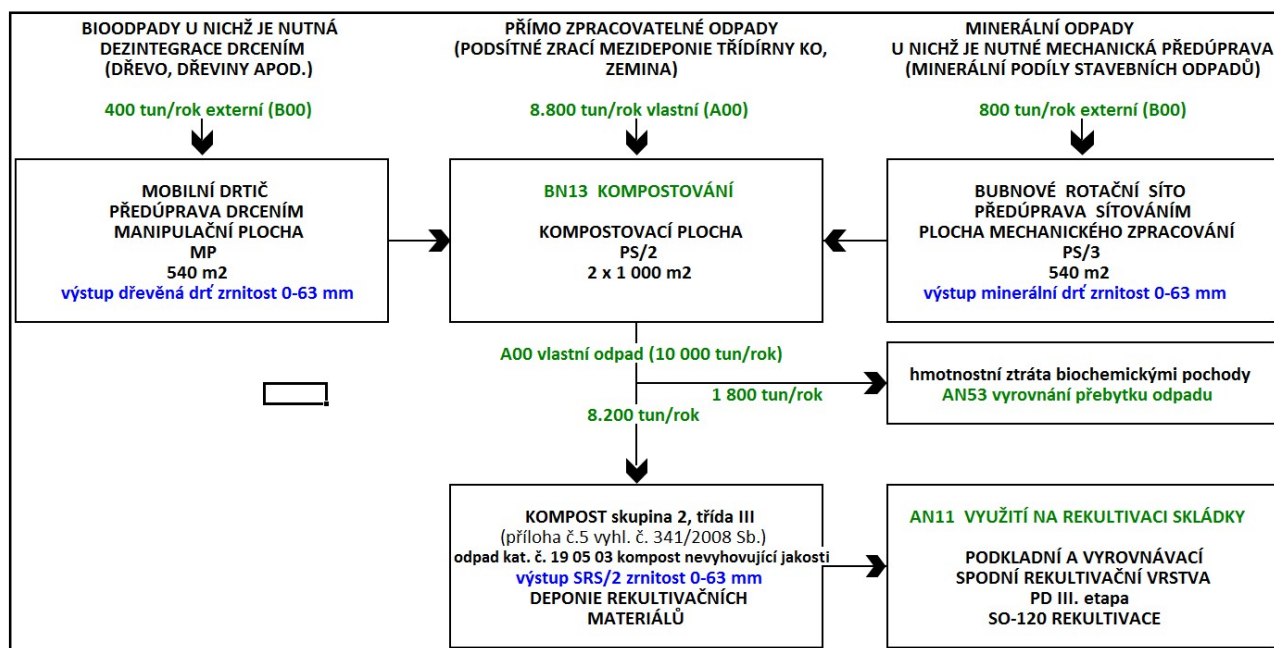 BIOODPADY U NICHŽ JE NUTNÁ
DEZINTEGRACE DRCENÍM
(DŘEVO, DŘEVINY APOD.)
400 tun/rok externí (B00)
PŘÍMO ZPRACOVATELNÉ ODPADY
(PODSÍTNÉ ZRACÍ MEZIDEPONIE TŘÍDÍRNY KO,
ZEMINA)
8.800 tun/rok vlastní (A00)
MINERÁLNÍ ODPADY
U NICHŽ JE NUTNÉ MECHANICKÁ PŘEDÚPRAVA
(MINERÁLNÍ PODÍLY STAVEBNÍCH ODPADŮ)
800 tun/rok externí (B00)
MOBILNÍ DRTIČ
PŘEDÚPRAVA DRCENÍM
MANIPULAČNÍ PLOCHA
MP
540 m2
výstup dřevěná drť zrnitost 0-63 mm
BN13 KOMPOSTOVÁNÍ
KOMPOSTOVACÍ PLOCHA
PS/2
2 x 1 000 m2
BUBNOVÉ ROTAČNÍ SÍTO
PŘEDÚPRAVA SÍTOVÁNÍM
PLOCHA MECHANICKÉHO ZPRACOVÁNÍ
PS/3
540 m2
výstup minerální drť zrnitost 0-63 mm
A00 vlastní odpad (10 000 tun/rok)
1 800 tun/rok
8.200 tun/rok
hmotnostní ztráta biochemickými pochody
AN53 vyrovnání přebytku odpadu
KOMPOST skupina 2, třída III
(příloha č.5 vyhl. č. 341/2008 Sb.)
odpad kat. č. 19 05 03 kompost nevyhovující jakosti
výstup SRS/2 zrnitost 0-63 mm
DEPONIE REKULTIVAČNÍCH
MATERIÁLŮ
AN11 VYUŽITÍ NA REKULTIVACI SKLÁDKY
PODKLADNÍ A VYROVNÁVACÍ
SPODNÍ REKULTIVAČNÍ VRSTVA
PD III. etapa
SO-120 REKULTIVACE